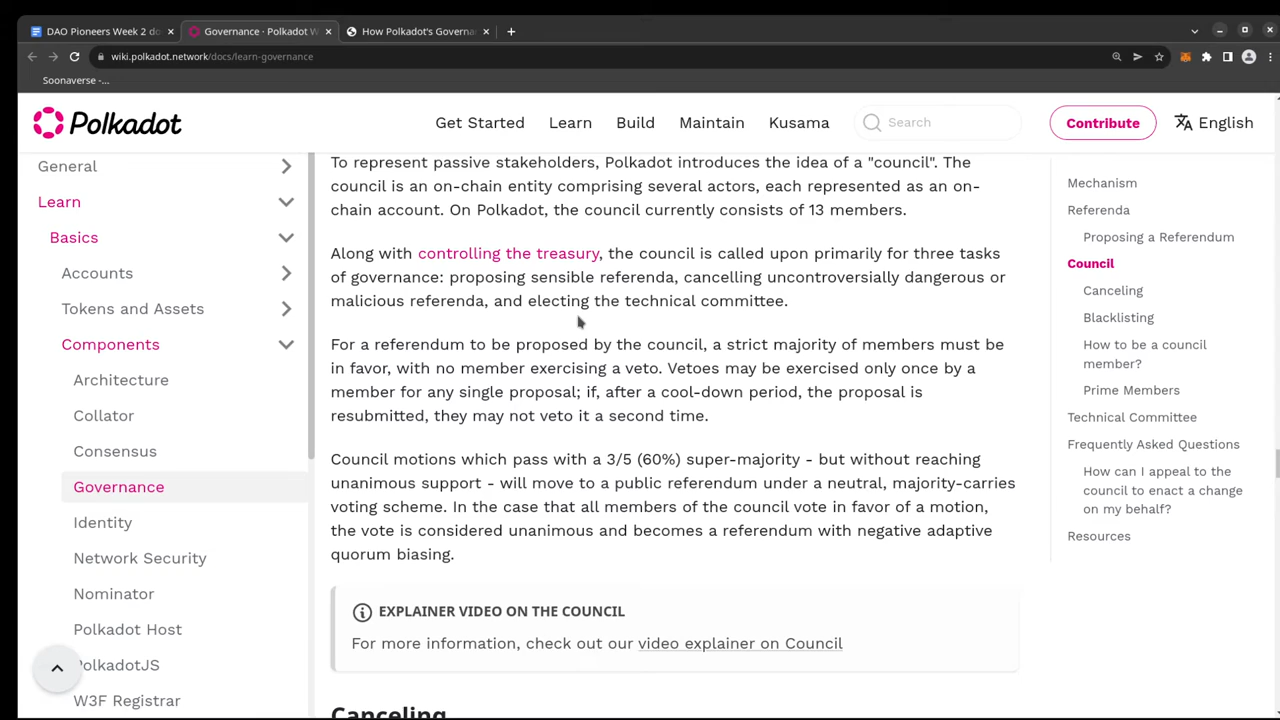 DAO Pioneers Week 2 do
Governance · Polkadot W
How Polkadot's Governa
wiki.polkadot.network/docs/learn-governance
Soonaverse -...
Polkadot
Get Started
Learn
Build
Maintain
Kusama
Search
Contribute
English
General
Learn
Basics
Accounts
Tokens and Assets
Components
Architecture
Collator
Consensus
Governance
Identity
Network Security
Nominator
Polkadot Host
PolkadotJS
W3F Registrar
To represent passive stakeholders, Polkadot introduces the idea of a "council". The
council is an on-chain entity comprising several actors, each represented as an on-
chain account. On Polkadot, the council currently consists of 13 members.
Along with controlling the treasury, the council is called upon primarily for three tasks
of governance: proposing sensible referenda, cancelling uncontroversially dangerous or
malicious referenda, and electing the technical committee.
For a referendum to be proposed by the council, a strict majority of members must be
in favor, with no member exercising a veto. Vetoes may be exercised only once by a
member for any single proposal; if, after a cool-down period, the proposal is
resubmitted, they may not veto it a second time.
Council motions which pass with a 3/5 (60%) super-majority - but without reaching
unanimous support - will move to a public referendum under a neutral, majority-carries
voting scheme. In the case that all members of the council vote in favor of a motion,
the vote is considered unanimous and becomes a referendum with negative adaptive
quorum biasing.
EXPLAINER VIDEO ON THE COUNCIL
For more information, check out our video explainer on Council
Canceling
Mechanism
Referenda
Proposing a Referendum
Council
Canceling
Blacklisting
How to be a council
member?
Prime Members
Technical Committee
Frequently Asked Questions
How can I appeal to the
council to enact a change
on my behalf?
Resources